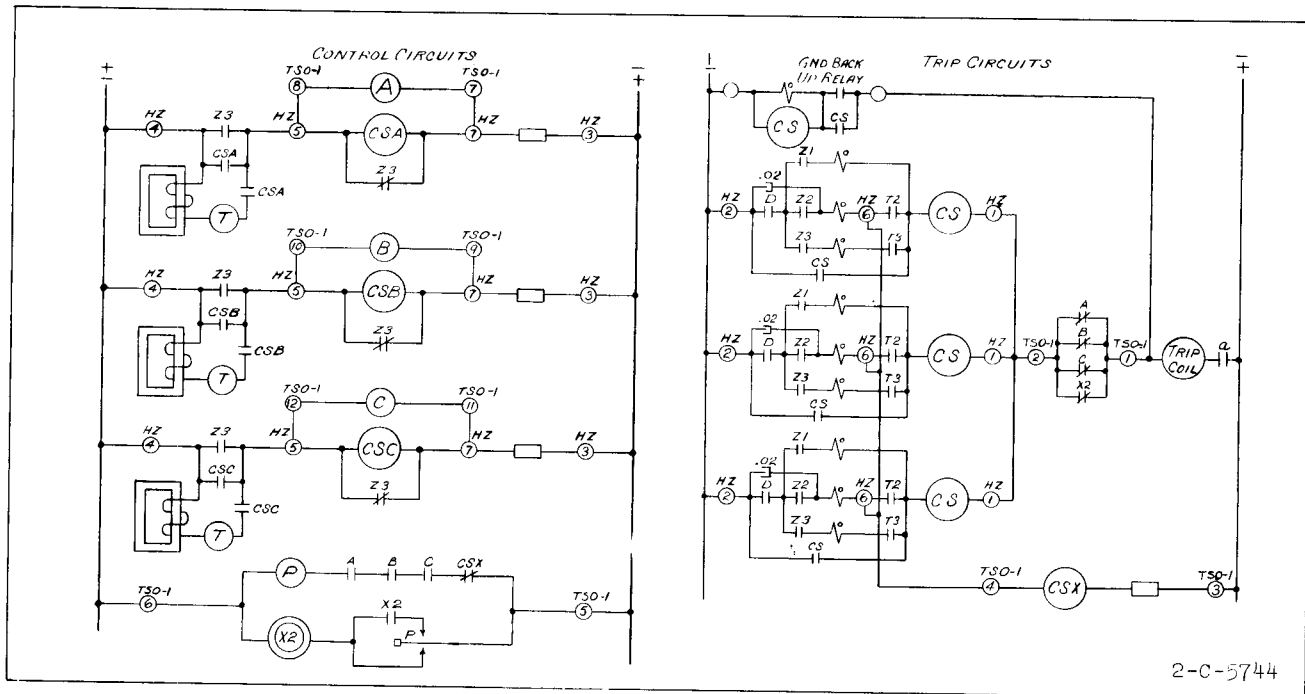 CONTROL CIRCUITS
TSO-1 TSO-1
8 A 7
HZ Z3 HZ HZ HZ
4 5 CSA 7 3
CSA
Z3
CSA
T
TSO-1 TSO-1
10 B 9
HZ Z3 HZ HZ HZ
4 5 CSB 7 3
CSB
Z3
CSB
T
TSO-1 TSO-1
12 C 11
HZ Z3 HZ HZ HZ
4 5 CSC 7 3
CSC
Z3
CSC
T
P A B C CSX
TSO-1 TSO-1
6 5
X2
X2 P
GND BACK UP RELAY
TRIP CIRCUITS
CS CS
Z1
.02
HZ D Z2 HZ T2 HZ
2 6 CS 1
Z3 T3
CS
Z1
.02
HZ D Z2 HZ T2 HZ
2 6 CS 1
Z3 T3
CS
Z1
.02
HZ D Z2 HZ T2 HZ
2 6 CS 1
Z3 T3
CS
A
B
TSO-1 TSO-1
2 C 1
X2
TRIP COIL a
TSO-1 TSO-1
4 CSX 3
2-C-5744